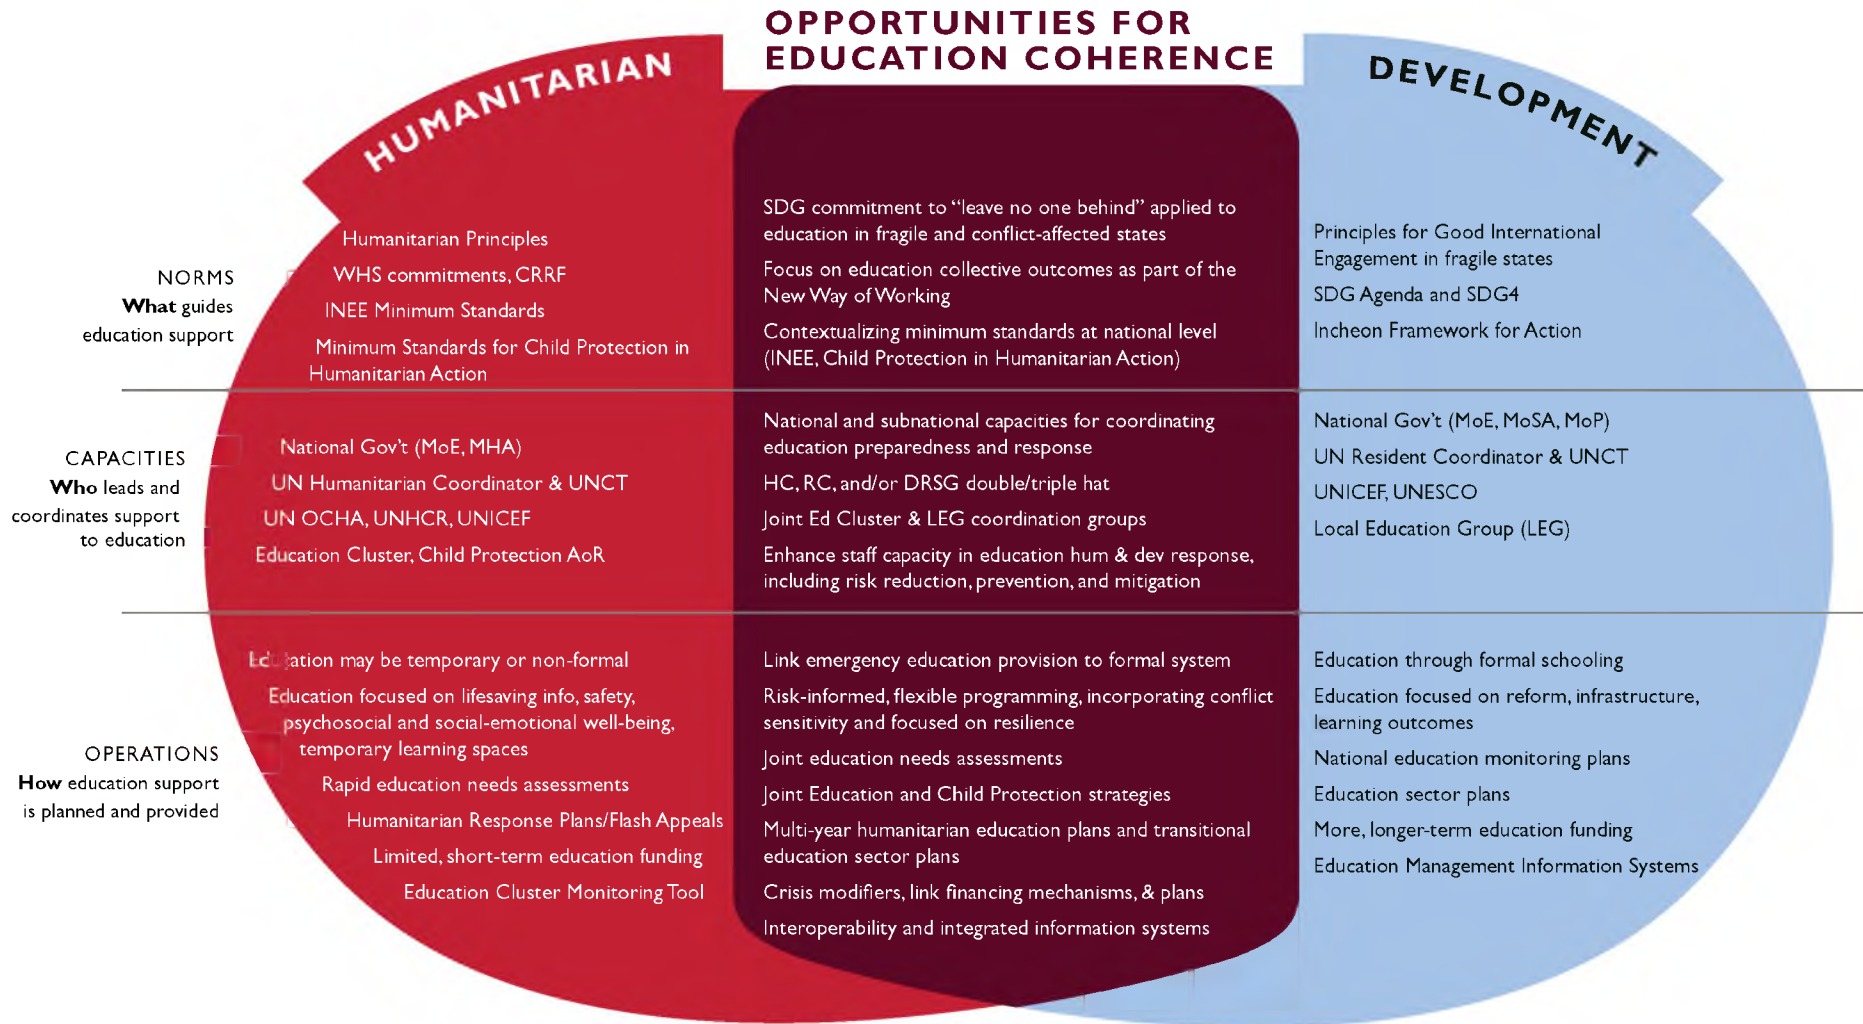 OPPORTUNITIES FOR
EDUCATION COHERENCE
HUMANITARIAN
DEVELOPMENT
NORMS
What guides
education support
Humanitarian Principles
WHS commitments, CRRF
INEE Minimum Standards
Minimum Standards for Child Protection in
Humanitarian Action
SDG commitment to “leave no one behind” applied to
education in fragile and conflict-affected states
Focus on education collective outcomes as part of the
New Way of Working
Contextualizing minimum standards at national level
(INEE, Child Protection in Humanitarian Action)
Principles for Good International
Engagement in fragile states
SDG Agenda and SDG4
Incheon Framework for Action
CAPACITIES
Who leads and
coordinates support
to education
National Gov’t (MoE, MHA)
UN Humanitarian Coordinator & UNCT
UN OCHA, UNHCR, UNICEF
Education Cluster, Child Protection AoR
National and subnational capacities for coordinating
education preparedness and response
HC, RC, and/or DRSG double/triple hat
Joint Ed Cluster & LEG coordination groups
Enhance staff capacity in education hum & dev response,
including risk reduction, prevention, and mitigation
National Gov’t (MoE, MoSA, MoP)
UN Resident Coordinator & UNCT
UNICEF, UNESCO
Local Education Group (LEG)
OPERATIONS
How education support
is planned and provided
Education may be temporary or non-formal
Education focused on lifesaving info, safety,
psychosocial and social-emotional well-being,
temporary learning spaces
Rapid education needs assessments
Humanitarian Response Plans/Flash Appeals
Limited, short-term education funding
Education Cluster Monitoring Tool
Link emergency education provision to formal system
Risk-informed, flexible programming, incorporating conflict
sensitivity and focused on resilience
Joint education needs assessments
Joint Education and Child Protection strategies
Multi-year humanitarian education plans and transitional
education sector plans
Crisis modifiers, link financing mechanisms, & plans
Interoperability and integrated information systems
Education through formal schooling
Education focused on reform, infrastructure,
learning outcomes
National education monitoring plans
Education sector plans
More, longer-term education funding
Education Management Information Systems